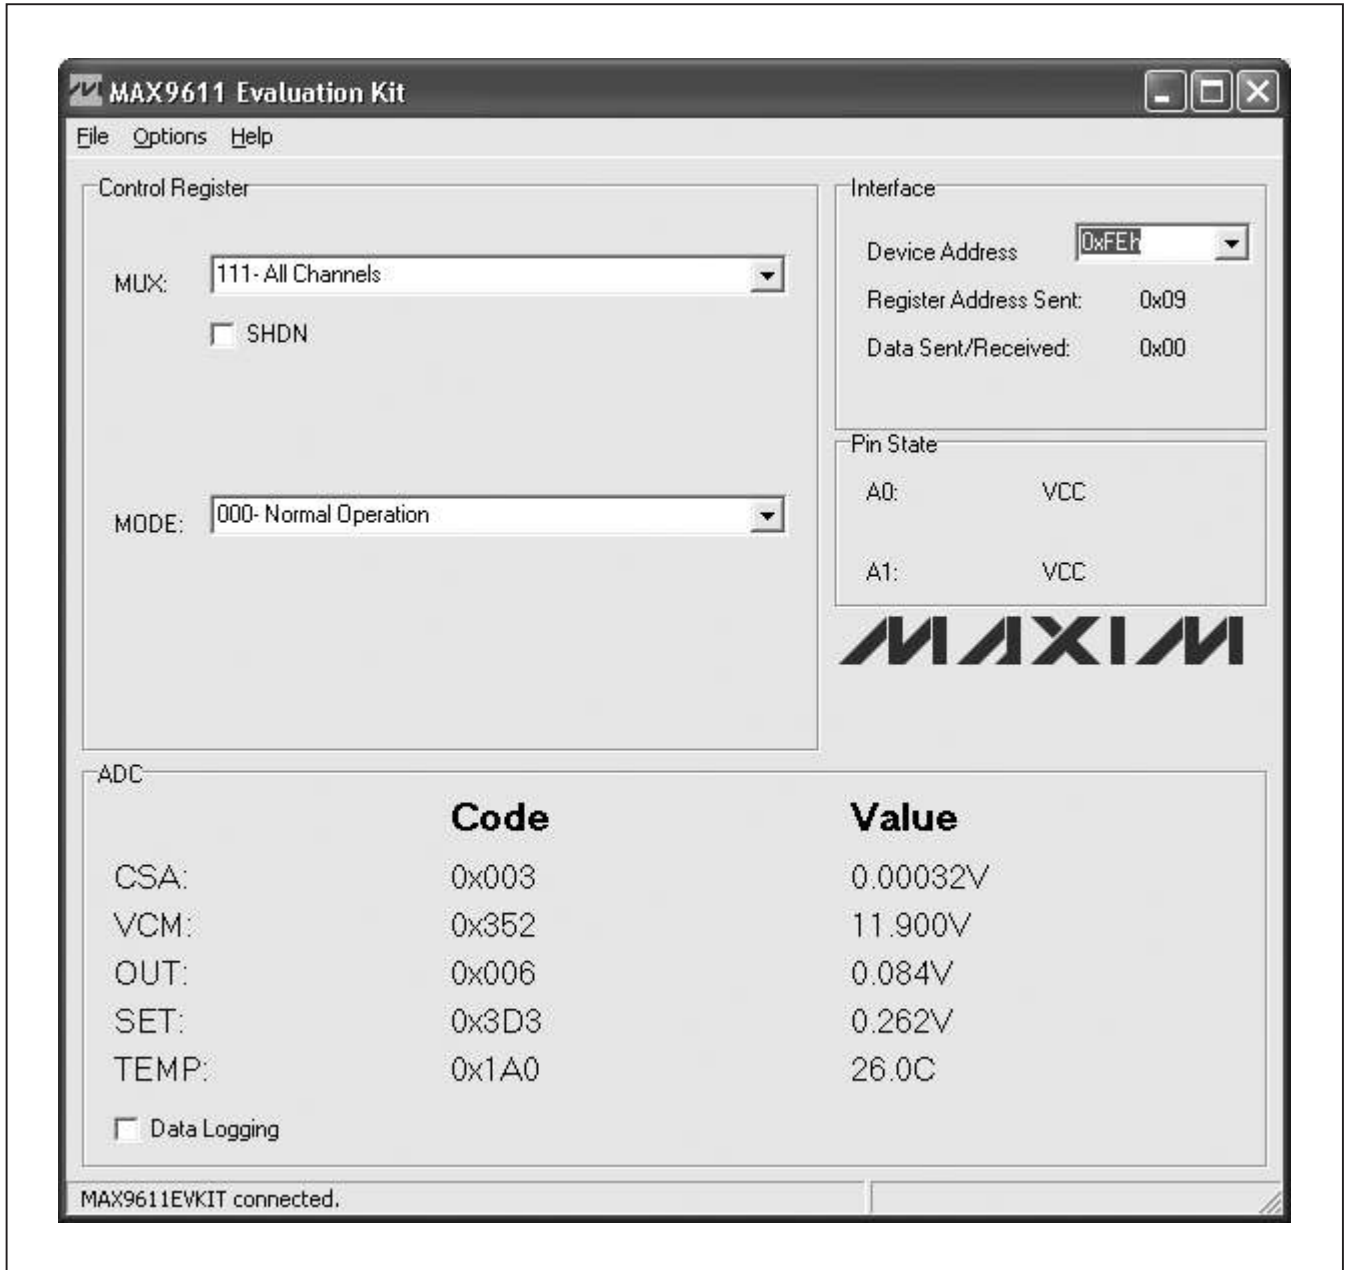 MAX9611 Evaluation Kit
File Options Help
Control Register
MUX: 111- All Channels
SHDN
MODE: 000- Normal Operation
Interface
Device Address 0xFEh
Register Address Sent: 0x09
Data Sent/Received: 0x00
Pin State
A0: VCC
A1: VCC
MAXIM
ADC
Code Value
CSA: 0x003 0.00032V
VCM: 0x352 11.900V
OUT: 0x006 0.084V
SET: 0x3D3 0.262V
TEMP: 0x1A0 26.0C
Data Logging
MAX9611EVKIT connected.